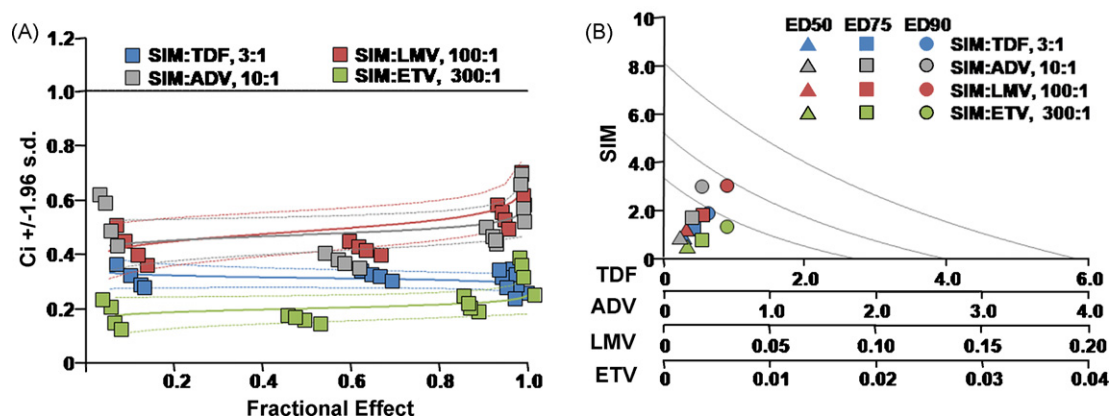 (A)
1.2
1.0
0.8
0.6
0.4
0.2
0
Ci +/-1.96 s.d.
SIM:TDF, 3:1
SIM:LMV, 100:1
SIM:ADV, 10:1
SIM:ETV, 300:1
0.2 0.4 0.6 0.8 1.0
Fractional Effect
(B)
ED50 ED75 ED90
SIM:TDF, 3:1
SIM:ADV, 10:1
SIM:LMV, 100:1
SIM:ETV, 300:1
SIM
10.0
8.0
6.0
4.0
2.0
0
TDF 2.0 4.0 6.0
ADV 0 1.0 2.0 3.0 4.0
LMV 0 0.05 0.10 0.15 0.20
ETV 0 0.01 0.02 0.03 0.04